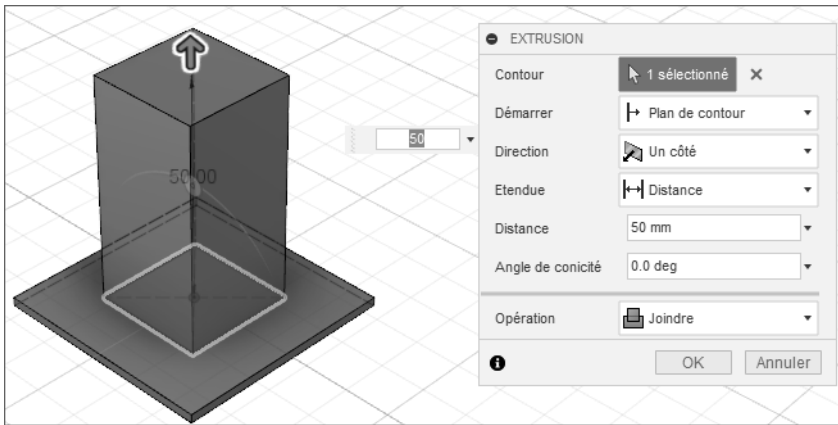 EXTRUSION
Contour 1 sélectionné
Démarrer Plan de contour
50
Direction Un côté
50.00
Etendue Distance
Distance 50 mm
Angle de conicité 0.0 deg
Opération Joindre
OK Annuler